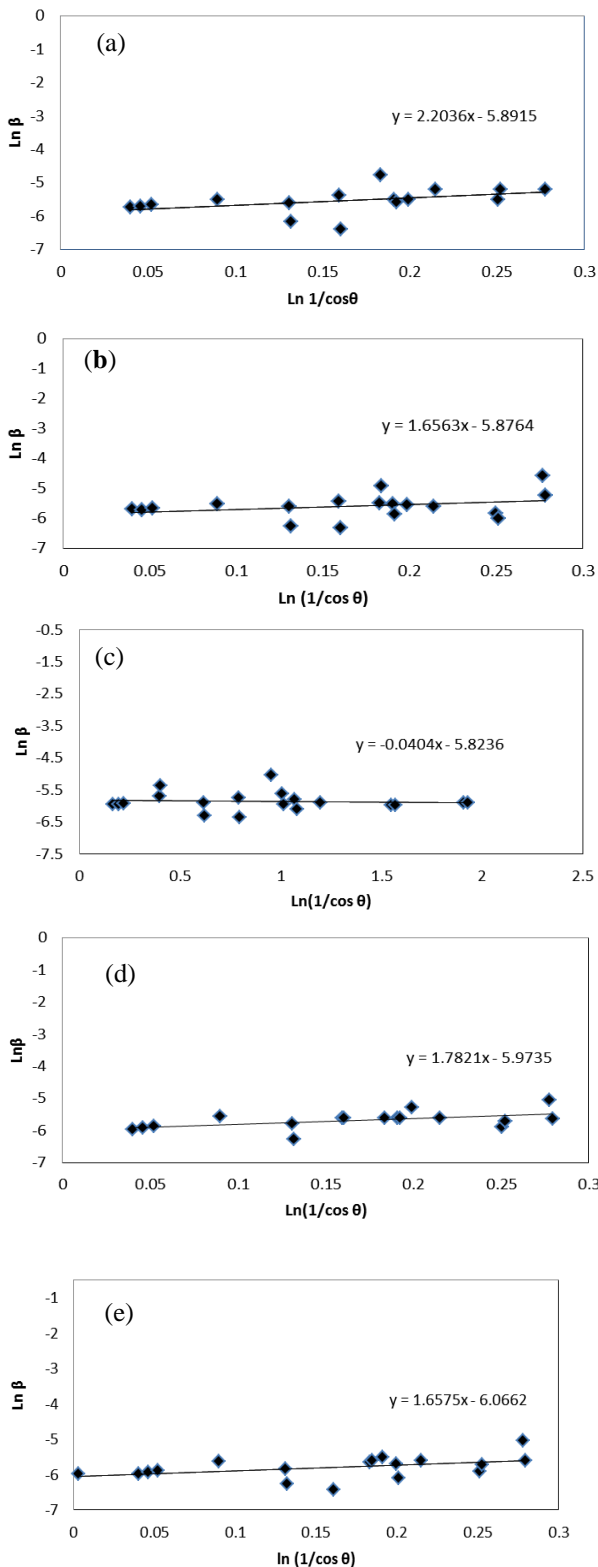 (a)
0
-1
-2
-3
-4
-5
-6
-7
Ln β
y = 2.2036x - 5.8915
0 0.05 0.1 0.15 0.2 0.25 0.3
Ln 1/cosθ
(b)
0
-1
-2
-3
-4
-5
-6
-7
Ln β
y = 1.6563x - 5.8764
0 0.05 0.1 0.15 0.2 0.25 0.3
Ln (1/cos θ)
(c)
-0.5
-1.5
-2.5
-3.5
-4.5
-5.5
-6.5
-7.5
Ln β
y = -0.0404x - 5.8236
0.5 1 1.5 2 2.5
Ln(1/cos θ)
(d)
0
-1
-2
-3
-4
-5
-6
-7
Lnβ
y = 1.7821x - 5.9735
0 0.05 0.1 0.15 0.2 0.25 0.3
Ln(1/cos θ)
(e)
-1
-2
-3
-4
-5
-6
-7
Ln β
y = 1.6575x - 6.0662
0 0.05 0.1 0.15 0.2 0.25 0.3
ln (1/cos θ)